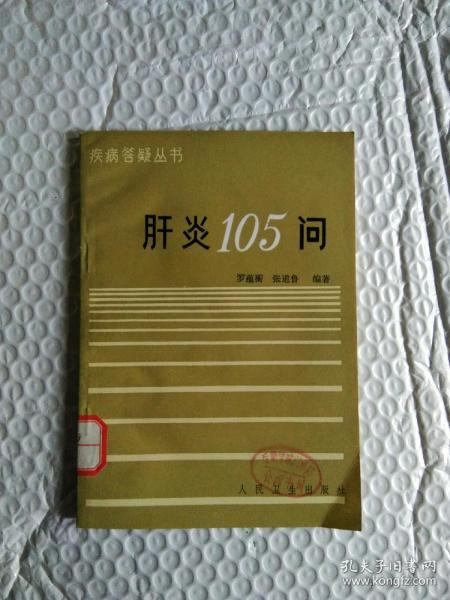 疾病答疑丛书
肝炎105问
罗蕴衡 张道鲁 编著
人民卫生出版社
孔夫子旧书网
www.kongfz.com